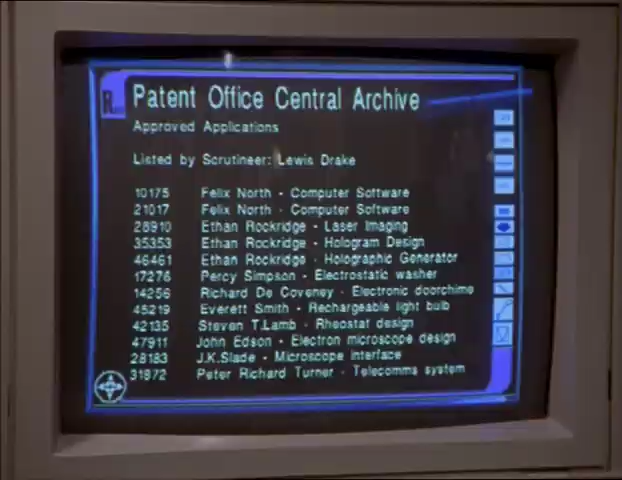 R
Patent Office Central Archive
Approved Applications
Listed by Scrutineer: Lewis Drake
10175 Felix North - Computer Software
21017 Felix North - Computer Software
28910 Ethan Rockridge - Laser Imaging
35353 Ethan Rockridge - Hologram Design
46461 Ethan Rockridge - Holographic Generator
17276 Percy Simpson - Electrostatic washer
14256 Richard De Coveney - Electronic doorchime
45219 Everett Smith - Rechargeable light bulb
42135 Steven T.Lamb - Rheostat design
47911 John Edson - Electron microscope design
28183 J.K.Slade - Microscope interface
31872 Peter Richard Turner - Telecomms system